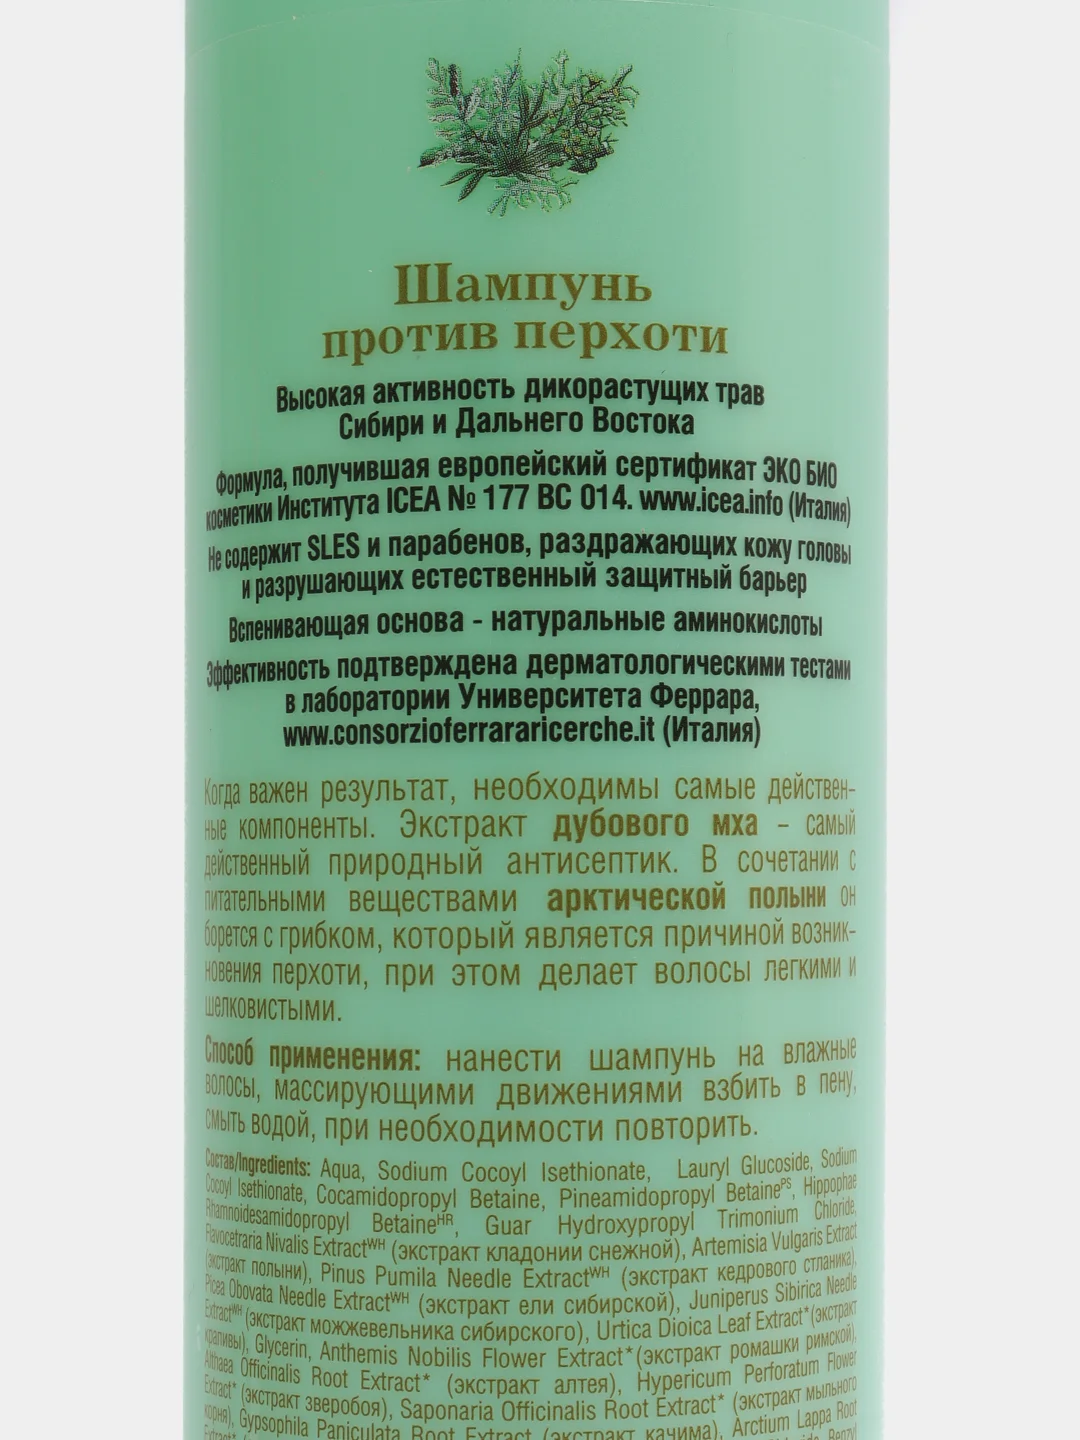 Шампунь
против перхоти
Высокая активность дикорастущих трав
Сибири и Дальнего Востока
Формула, получившая европейский сертификат ЭКО БИО
косметики Института ICEA № 177 BC 014. www.icea.info (Италия)
Не содержит SLES и парабенов, раздражающих кожу головы
и разрушающих естественный защитный барьер
Вспенивающая основа - натуральные аминокислоты
Эффективность подтверждена дерматологическими тестами
в лаборатории Университета Феррара,
www.consorzioferrararicerche.it (Италия)
Когда важен результат, необходимы самые действен-
ные компоненты. Экстракт дубового мха – самый
действенный природный антисептик. В сочетании с
питательными веществами арктической полыни он
борется с грибком, который является причиной возник-
новения перхоти, при этом делает волосы легкими и
шелковистыми.
Способ применения: нанести шампунь на влажные
волосы, массирующими движениями взбить в пену,
смыть водой, при необходимости повторить.
Состав/Ingredients: Aqua, Sodium Cocoyl Isethionate, Lauryl Glucoside, Sodium
Cocoyl Isethionate, Cocamidopropyl Betaine, Pineamidopropyl Betaine^PS, Hippophae
Rhamnoidesamidopropyl Betaine^HR, Guar Hydroxypropyl Trimonium Chloride,
Flavocetraria Nivalis Extract^WH (экстракт кладонии снежной), Artemisia Vulgaris Extract
(экстракт полыни), Pinus Pumila Needle Extract^WH (экстракт кедрового стланика),
Picea Obovata Needle Extract^WH (экстракт ели сибирской), Juniperus Sibirica Needle
Extract^WH (экстракт можжевельника сибирского), Urtica Dioica Leaf Extract* (экстракт
крапивы), Glycerin, Anthemis Nobilis Flower Extract* (экстракт ромашки римской),
Althaea Officinalis Root Extract* (экстракт алтея), Hypericum Perforatum Flower
Extract* (экстракт зверобоя), Saponaria Officinalis Root Extract* (экстракт мыльного
корня), Gypsophila Paniculata Root Extract (экстракт качима), Arctium Lappa Root
Benzyl